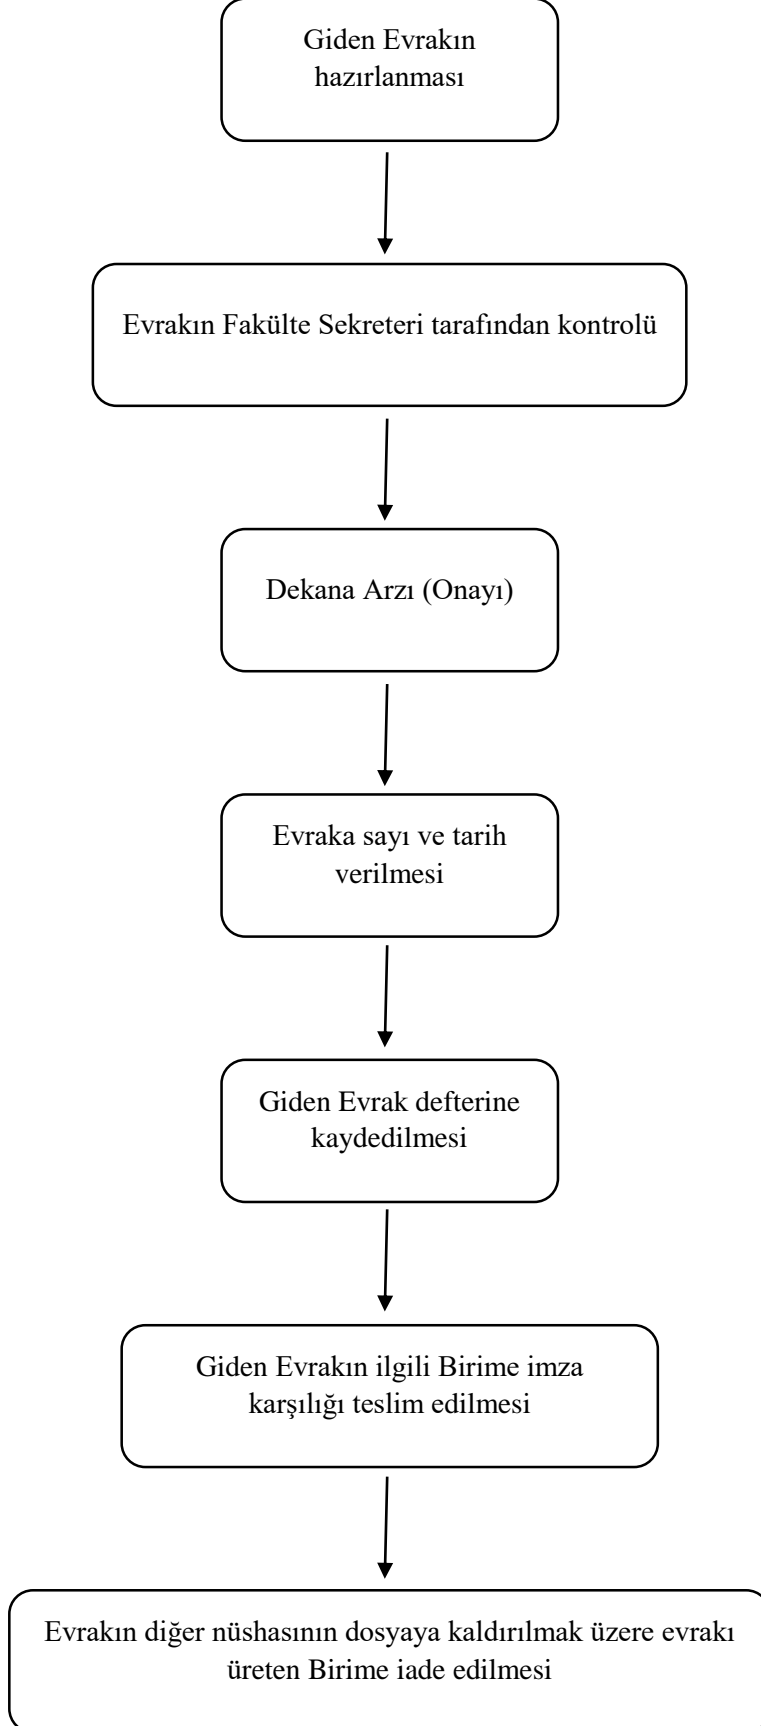 Giden Evrakın
hazırlanması
Evrakın Fakülte Sekreteri tarafından kontrolü
Dekana Arzı (Onayı)
Evraka sayı ve tarih
verilmesi
Giden Evrak defterine
kaydedilmesi
Giden Evrakın ilgili Birime imza
karşılığı teslim edilmesi
Evrakın diğer nüshasının dosyaya kaldırılmak üzere evrakı
üreten Birime iade edilmesi